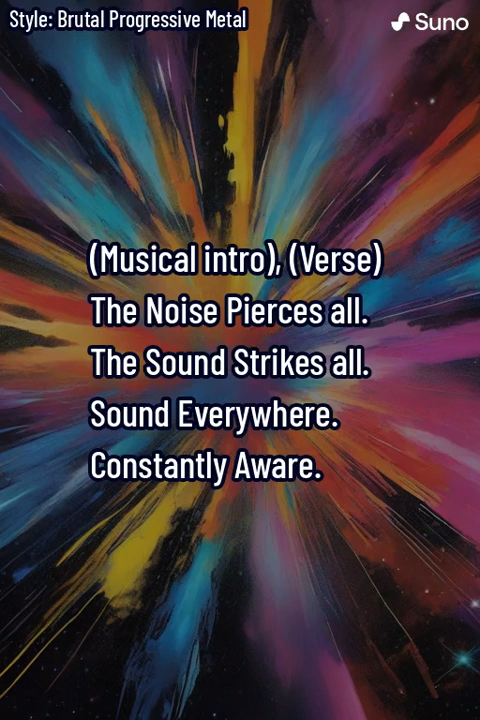 Style: Brutal Progressive Metal
Suno
(Musical intro), (Verse)
The Noise Pierces all.
The Sound Strikes all.
Sound Everywhere.
Constantly Aware.